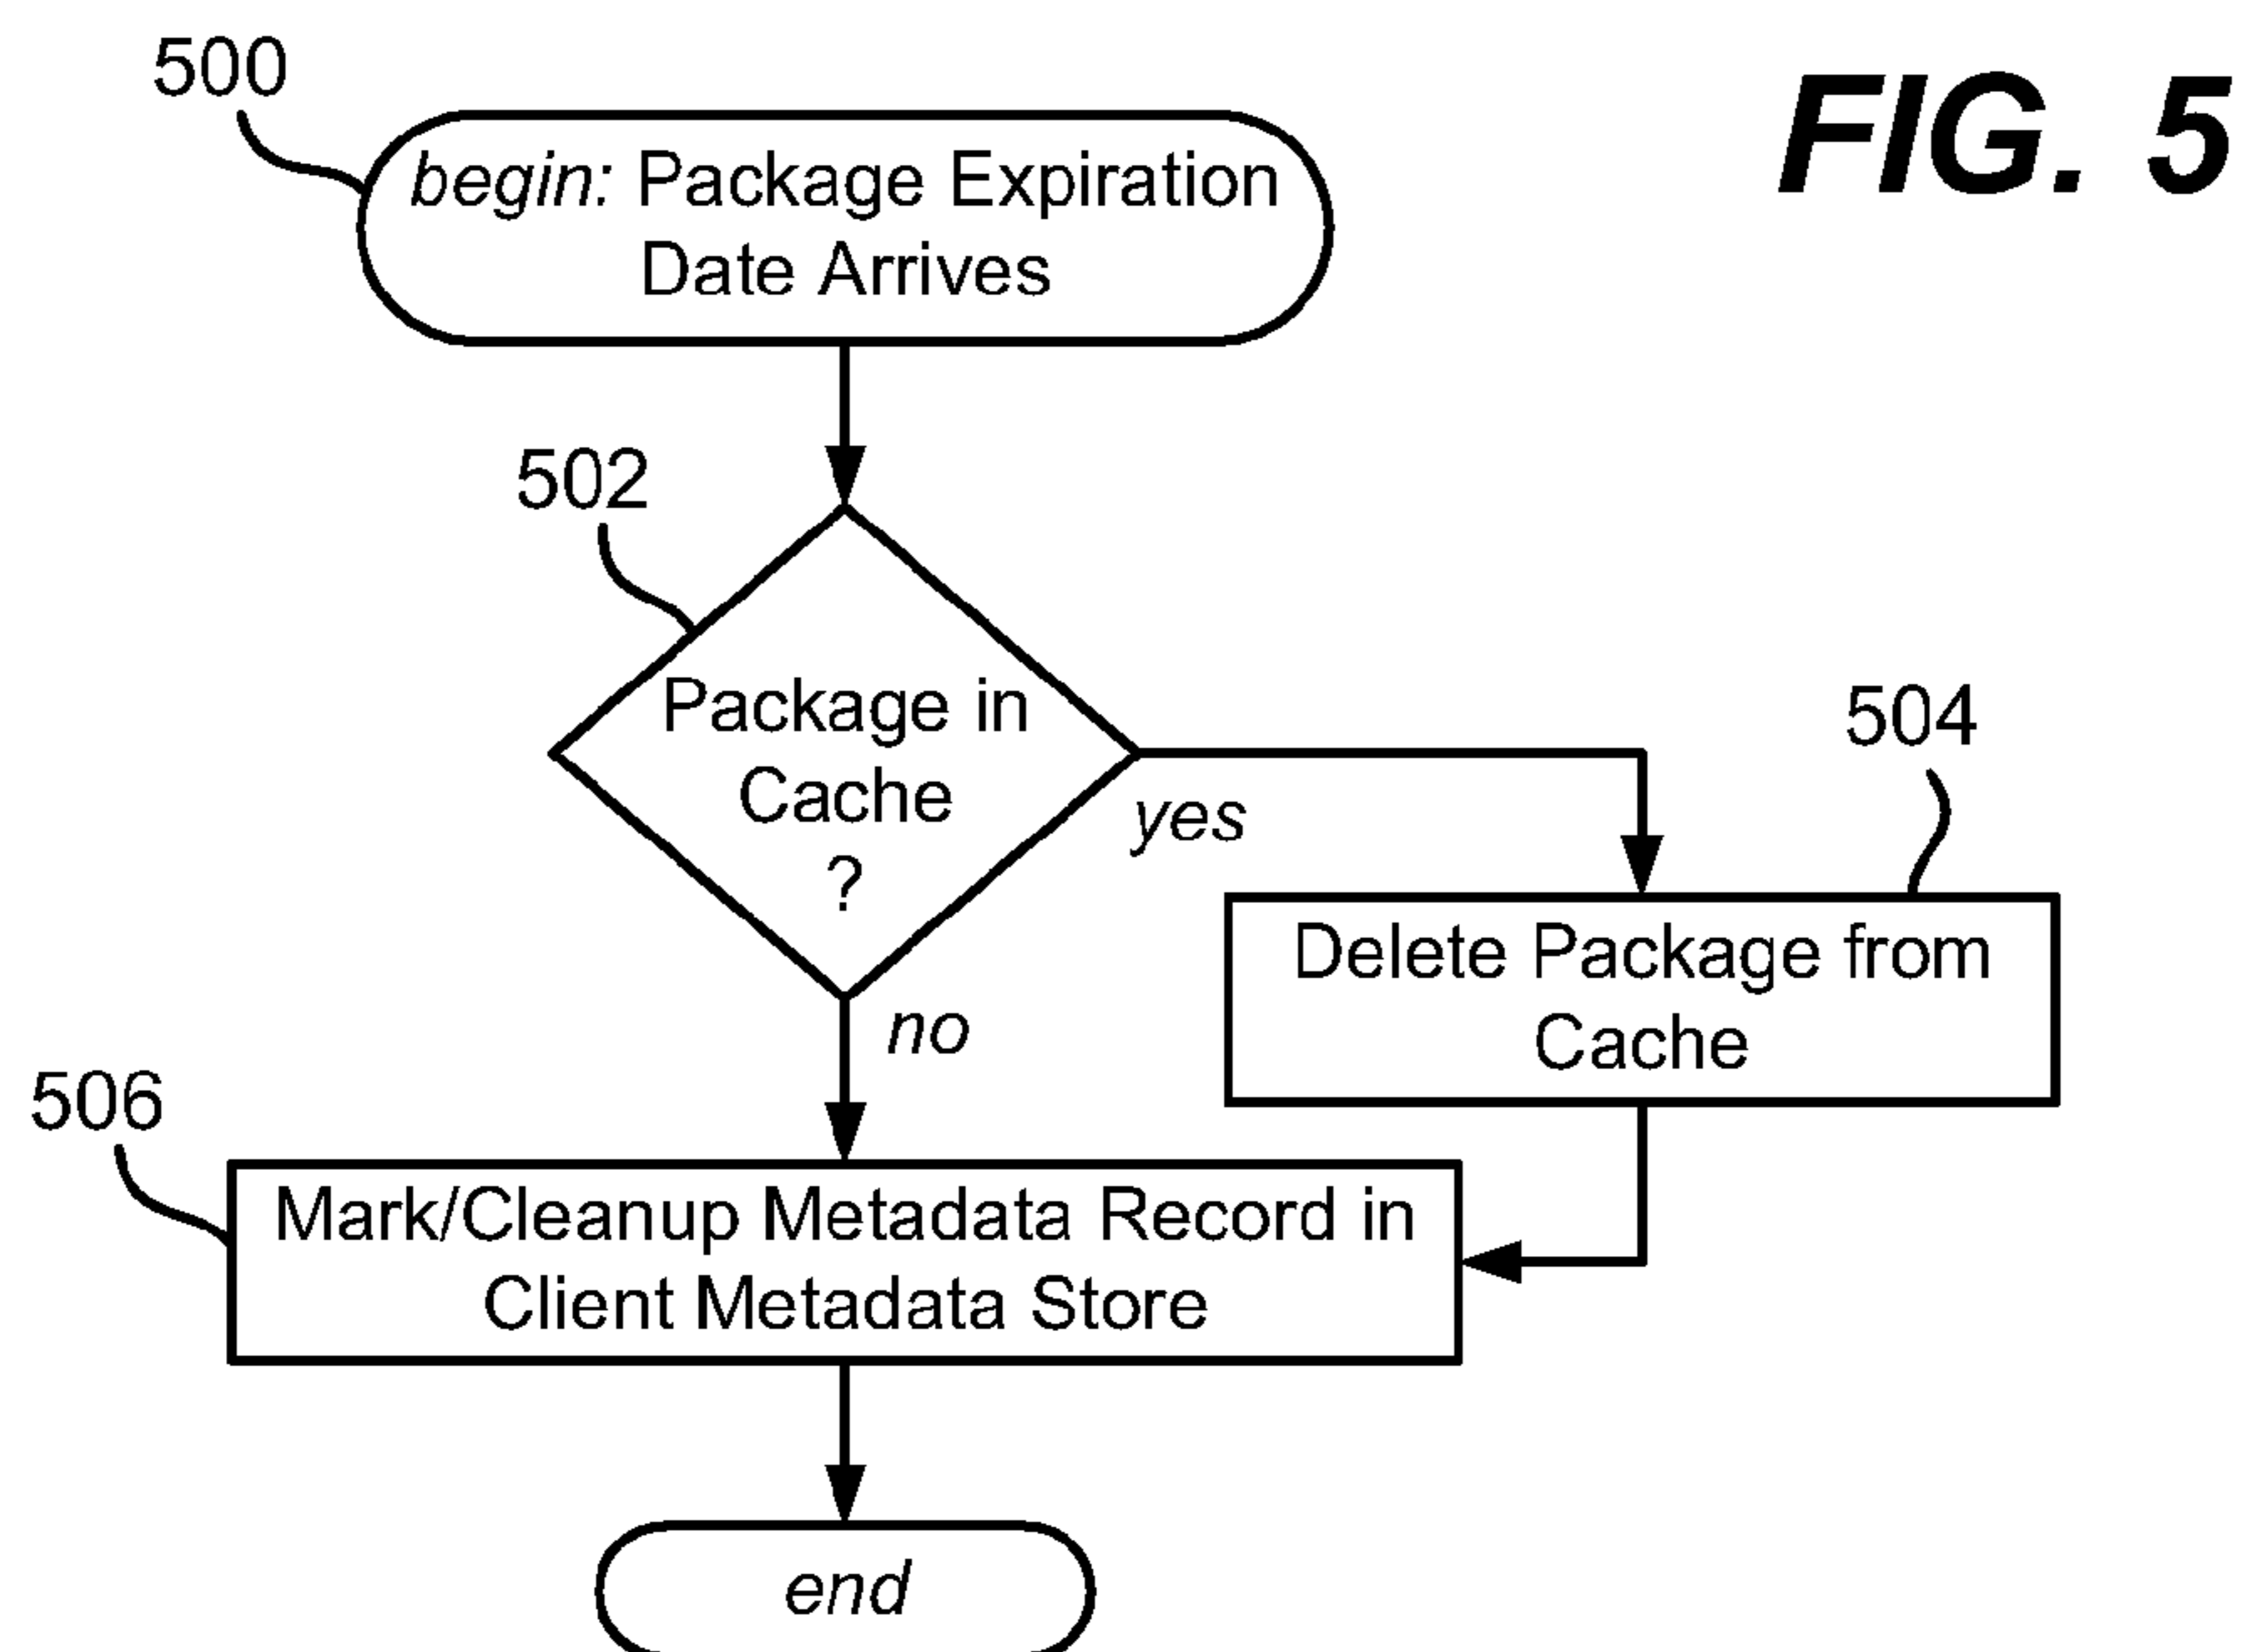 FIG. 5
500
begin: Package Expiration
Date Arrives
502
Package in
Cache
?
yes
no
504
Delete Package from
Cache
506
Mark/Cleanup Metadata Record in
Client Metadata Store
end